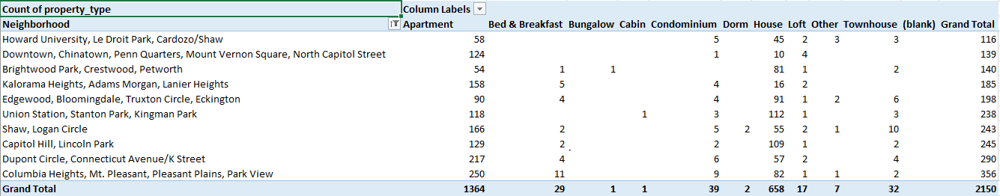 Count of property_type Column Labels
Neighborhood Apartment Bed & Breakfast Bungalow Cabin Condominium Dorm House Loft Other Townhouse (blank) Grand Total
Howard University, Le Droit Park, Cardozo/Shaw 58 5 45 2 3 3 116
Downtown, Chinatown, Penn Quarters, Mount Vernon Square, North Capitol Street 124 1 10 4 139
Brightwood Park, Crestwood, Petworth 54 1 1 81 1 2 140
Kalorama Heights, Adams Morgan, Lanier Heights 158 5 4 16 2 185
Edgewood, Bloomingdale, Truxton Circle, Eckington 90 4 4 91 1 2 6 198
Union Station, Stanton Park, Kingman Park 118 1 3 112 1 3 238
Shaw, Logan Circle 166 2 5 2 55 2 1 10 243
Capitol Hill, Lincoln Park 129 2 2 109 1 2 245
Dupont Circle, Connecticut Avenue/K Street 217 4 6 57 2 4 290
Columbia Heights, Mt. Pleasant, Pleasant Plains, Park View 250 11 9 82 1 1 2 356
Grand Total 1364 29 1 1 39 2 658 17 7 32 2150